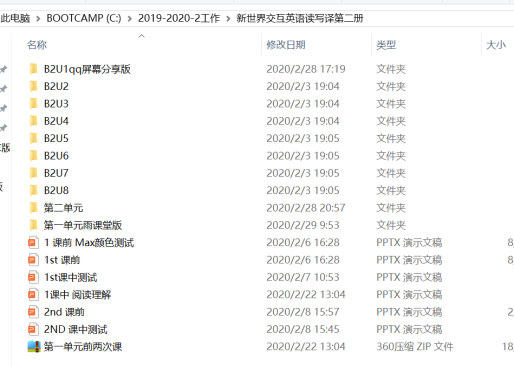 此电脑 > BOOTCAMP (C:) > 2019-2020-2工作 > 新世界交互英语读写译第二册
名称 修改日期 类型 大小
B2U1qq屏幕分享版 2020/2/28 17:19 文件夹
B2U2 2020/2/3 19:04 文件夹
B2U3 2020/2/3 19:04 文件夹
B2U4 2020/2/3 19:04 文件夹
B2U5 2020/2/3 19:05 文件夹
B2U6 2020/2/3 19:05 文件夹
B2U7 2020/2/3 19:05 文件夹
B2U8 2020/2/3 19:05 文件夹
第二单元 2020/2/28 20:57 文件夹
第一单元雨课堂版 2020/2/29 9:53 文件夹
1 课前 Max颜色测试 2020/2/6 16:28 PPTX 演示文稿 8
1st 课前 2020/2/6 16:28 PPTX 演示文稿 8
1st课中测试 2020/2/7 10:53 PPTX 演示文稿
1课中 阅读理解 2020/2/22 13:04 PPTX 演示文稿
2nd 课前 2020/2/8 15:57 PPTX 演示文稿 2
2ND 课中测试 2020/2/8 15:45 PPTX 演示文稿
第一单元前两次课 2020/2/22 13:04 360压缩 ZIP 文件 18